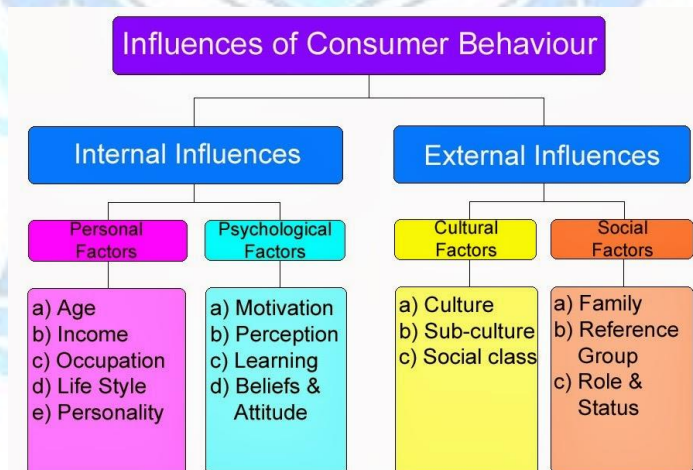 Influences of Consumer Behaviour
Internal Influences
External Influences
Personal
Factors
Psychological
Factors
Cultural
Factors
Social
Factors
a) Age
b) Income
c) Occupation
d) Life Style
e) Personality
a) Motivation
b) Perception
c) Learning
d) Beliefs &
Attitude
a) Culture
b) Sub-culture
c) Social class
a) Family
b) Reference
Group
c) Role &
Status